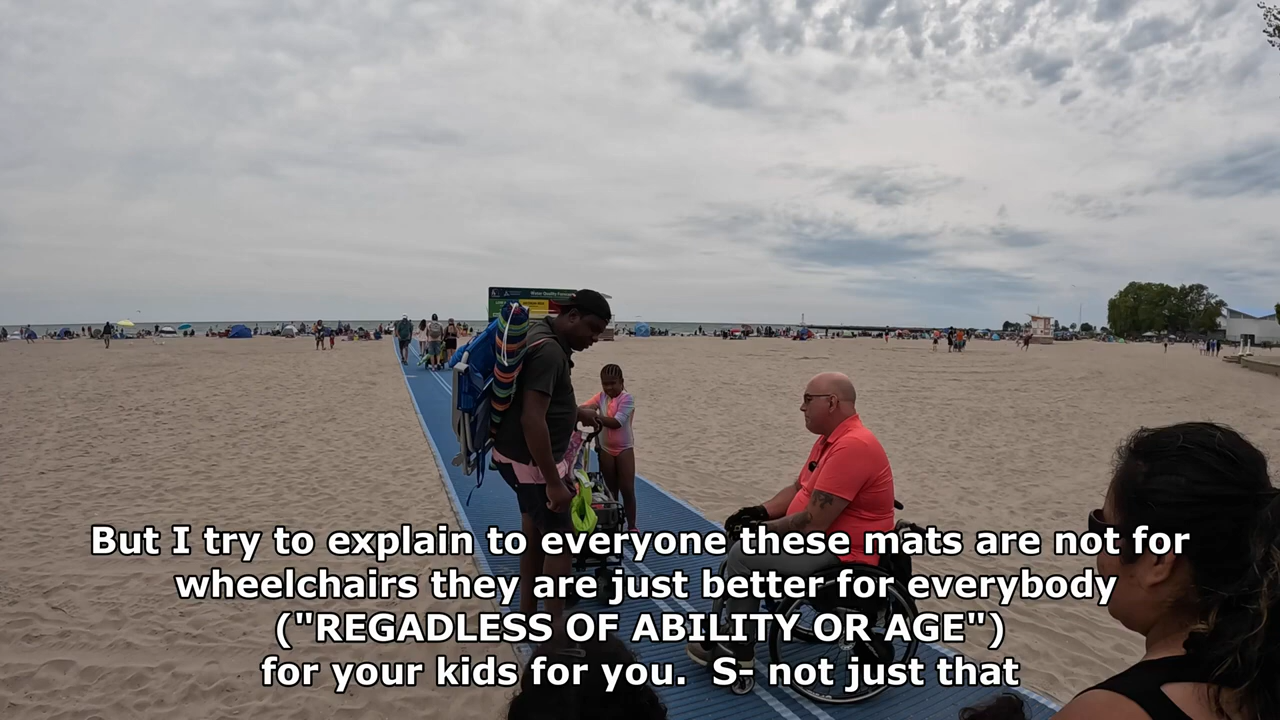 But I try to explain to everyone these mats are not for
wheelchairs they are just better for everybody
("REGADLESS OF ABILITY OR AGE")
for your kids for you.  S- not just that